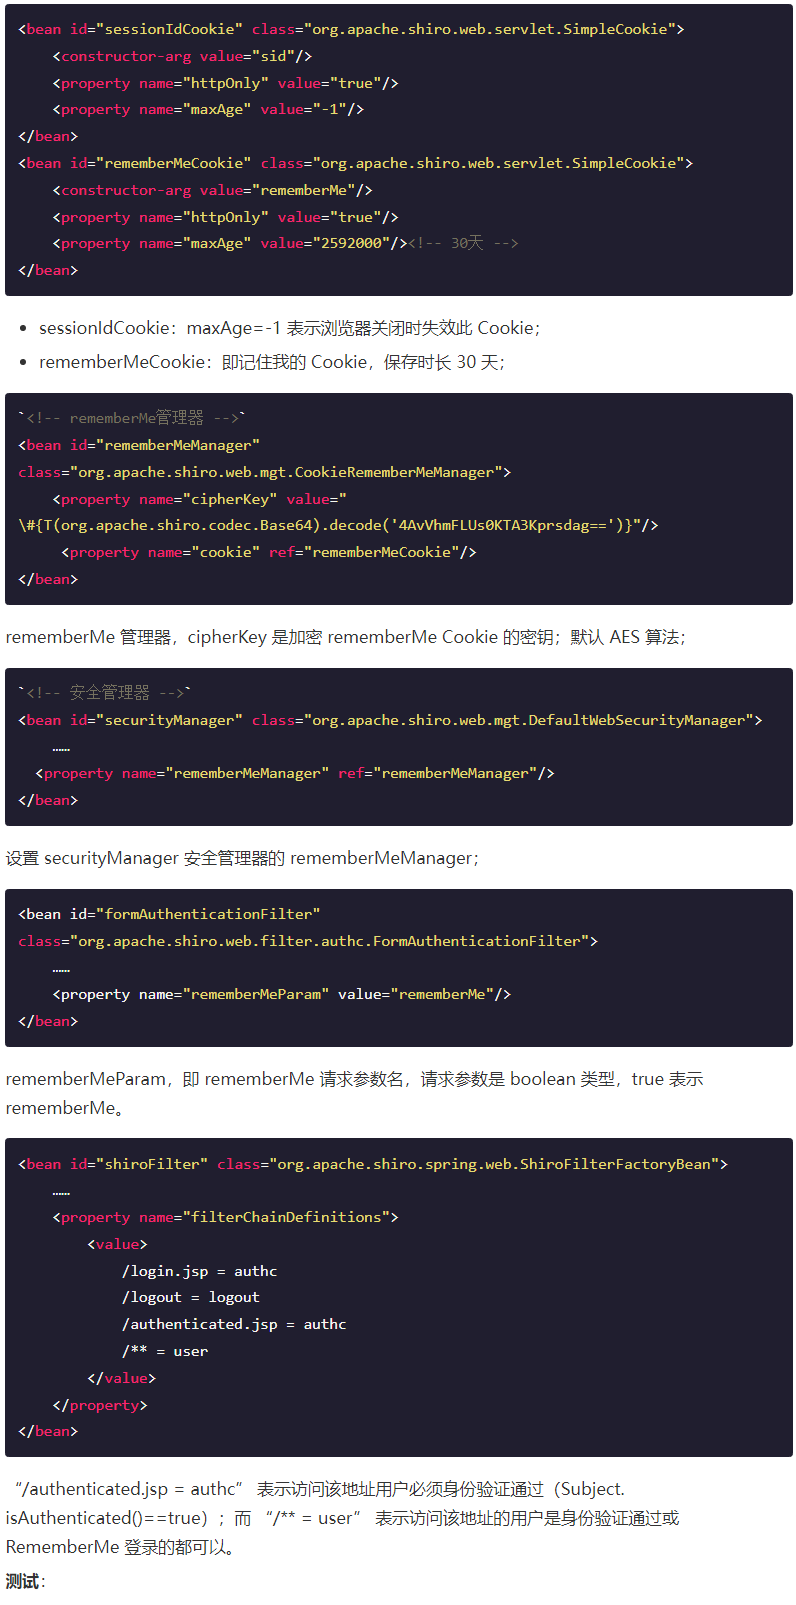 <bean id="sessionIdCookie" class="org.apache.shiro.web.servlet.SimpleCookie">
    <constructor-arg value="sid"/>
    <property name="httpOnly" value="true"/>
    <property name="maxAge" value="-1"/>
</bean>
<bean id="rememberMeCookie" class="org.apache.shiro.web.servlet.SimpleCookie">
    <constructor-arg value="rememberMe"/>
    <property name="httpOnly" value="true"/>
    <property name="maxAge" value="2592000"/><!-- 30天 -->
</bean>
• sessionIdCookie：maxAge=-1 表示浏览器关闭时失效此 Cookie；
• rememberMeCookie：即记住我的 Cookie，保存时长 30 天；
`<!-- rememberMe管理器 -->`
<bean id="rememberMeManager"
class="org.apache.shiro.web.mgt.CookieRememberMeManager">
    <property name="cipherKey" value="
\#{T(org.apache.shiro.codec.Base64).decode('4AvVhmFLUs0KTA3Kprsdag==')}"/>
     <property name="cookie" ref="rememberMeCookie"/>
</bean>
rememberMe 管理器，cipherKey 是加密 rememberMe Cookie 的密钥；默认 AES 算法；
`<!-- 安全管理器 -->`
<bean id="securityManager" class="org.apache.shiro.web.mgt.DefaultWebSecurityManager">
    ……
  <property name="rememberMeManager" ref="rememberMeManager"/>
</bean>
设置 securityManager 安全管理器的 rememberMeManager；
<bean id="formAuthenticationFilter"
class="org.apache.shiro.web.filter.authc.FormAuthenticationFilter">
    ……
    <property name="rememberMeParam" value="rememberMe"/>
</bean>
rememberMeParam，即 rememberMe 请求参数名，请求参数是 boolean 类型，true 表示
rememberMe。
<bean id="shiroFilter" class="org.apache.shiro.spring.web.ShiroFilterFactoryBean">
    ……
    <property name="filterChainDefinitions">
        <value>
            /login.jsp = authc
            /logout = logout
            /authenticated.jsp = authc
            /** = user
        </value>
    </property>
</bean>
“/authenticated.jsp = authc” 表示访问该地址用户必须身份验证通过（Subject.
isAuthenticated()==true）；而 “/** = user” 表示访问该地址的用户是身份验证通过或
RememberMe 登录的都可以。
测试：